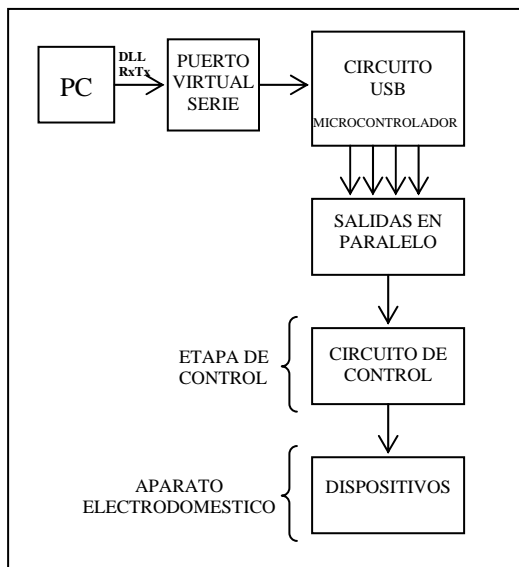 PC
DLL
RxTx
PUERTO
VIRTUAL
SERIE
CIRCUITO
USB
MICROCONTROLADOR
SALIDAS EN
PARALELO
ETAPA DE
CONTROL
CIRCUITO DE
CONTROL
APARATO
ELECTRODOMESTICO
DISPOSITIVOS